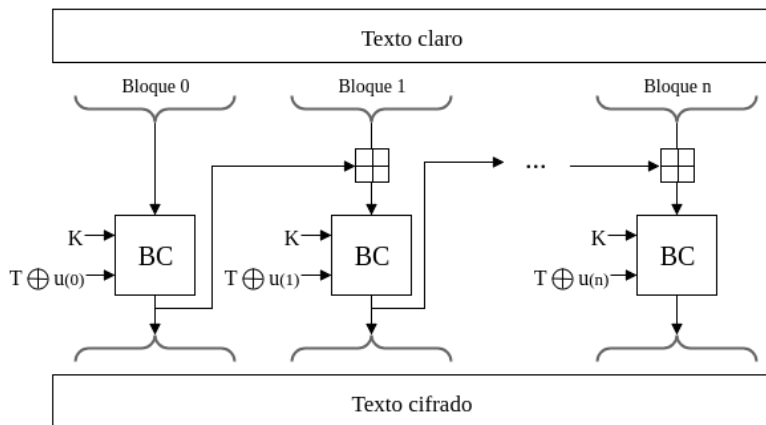 Texto claro
Bloque 0
Bloque 1
Bloque n
...
K
BC
T ⊕ u(0)
K
BC
T ⊕ u(1)
K
BC
T ⊕ u(n)
Texto cifrado